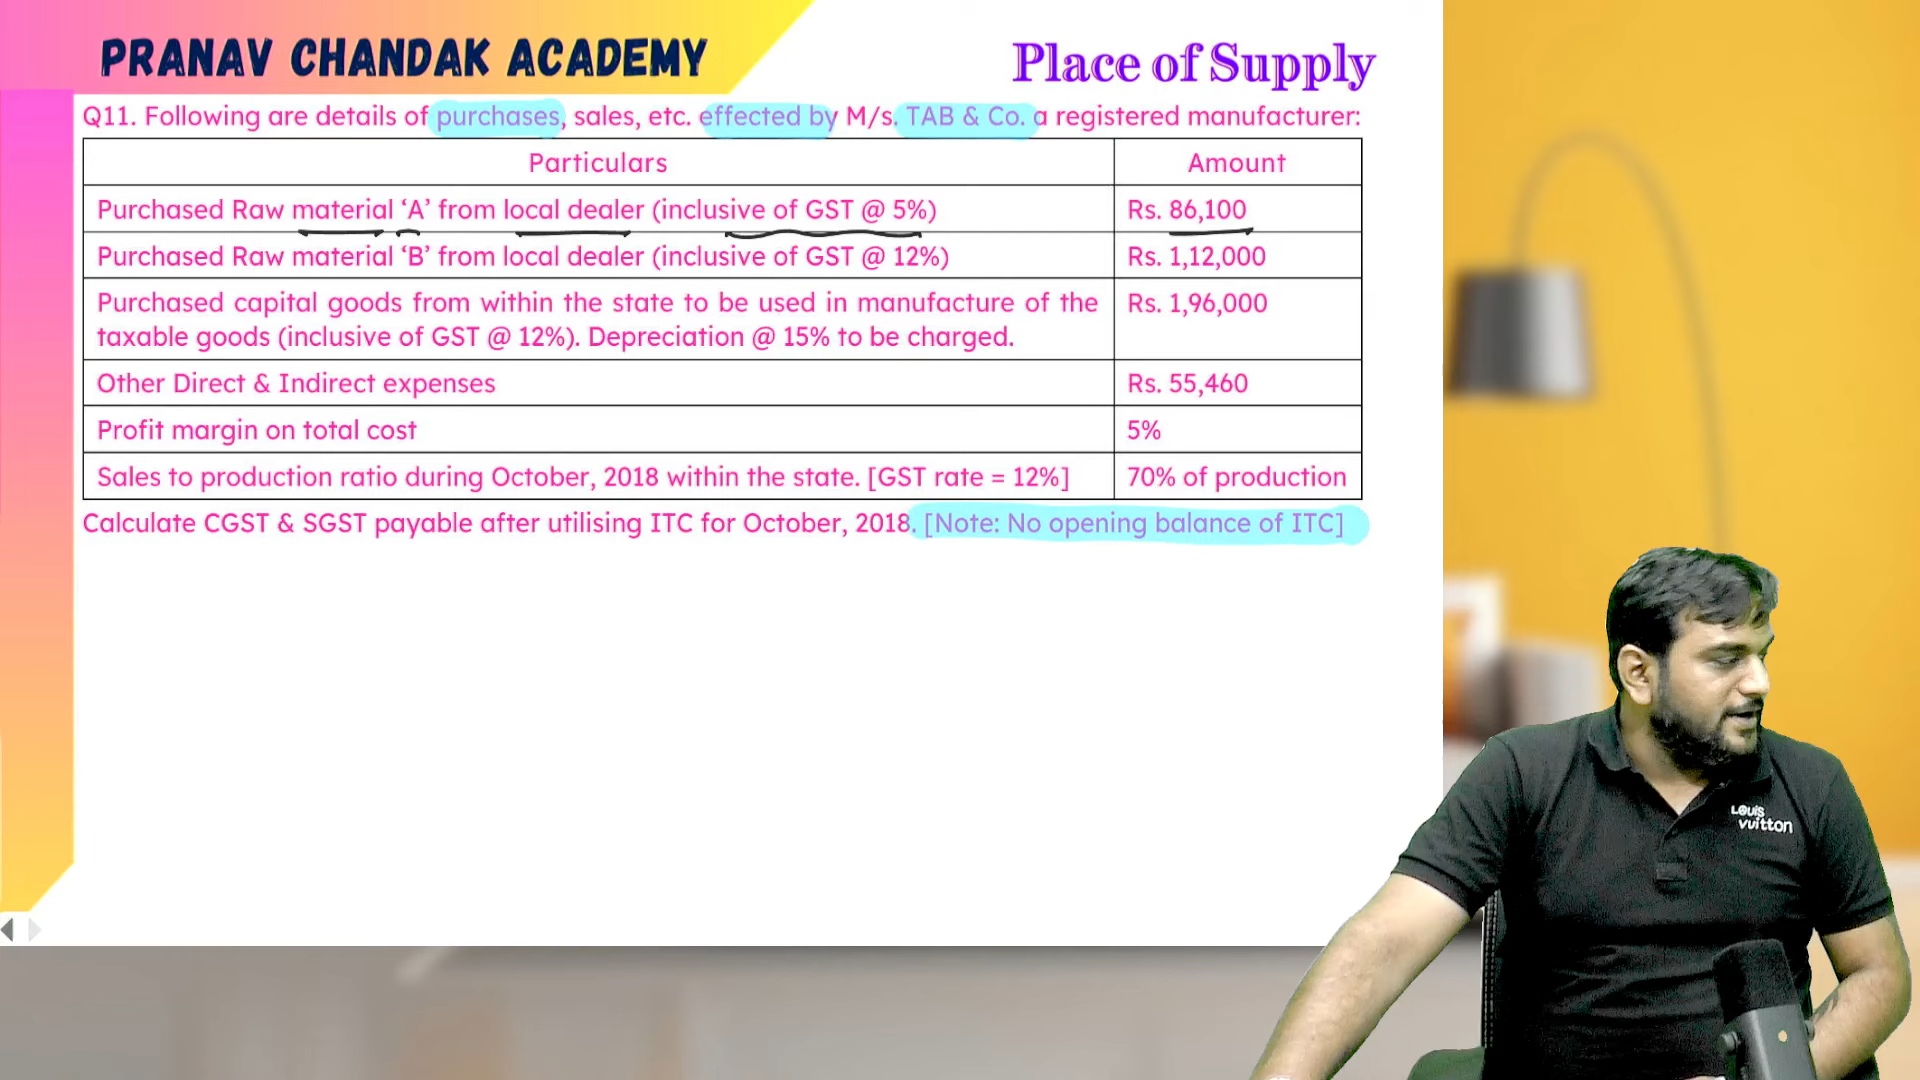 PRANAV CHANDAK ACADEMY
Place of Supply
Q11. Following are details of purchases, sales, etc. effected by M/s. TAB & Co. a registered manufacturer:
Particulars Amount
Purchased Raw material ‘A’ from local dealer (inclusive of GST @ 5%) Rs. 86,100
Purchased Raw material ‘B’ from local dealer (inclusive of GST @ 12%) Rs. 1,12,000
Purchased capital goods from within the state to be used in manufacture of the Rs. 1,96,000
taxable goods (inclusive of GST @ 12%). Depreciation @ 15% to be charged.
Other Direct & Indirect expenses Rs. 55,460
Profit margin on total cost 5%
Sales to production ratio during October, 2018 within the state. [GST rate = 12%] 70% of production
Calculate CGST & SGST payable after utilising ITC for October, 2018. [Note: No opening balance of ITC]
LOUIS
VUITTON